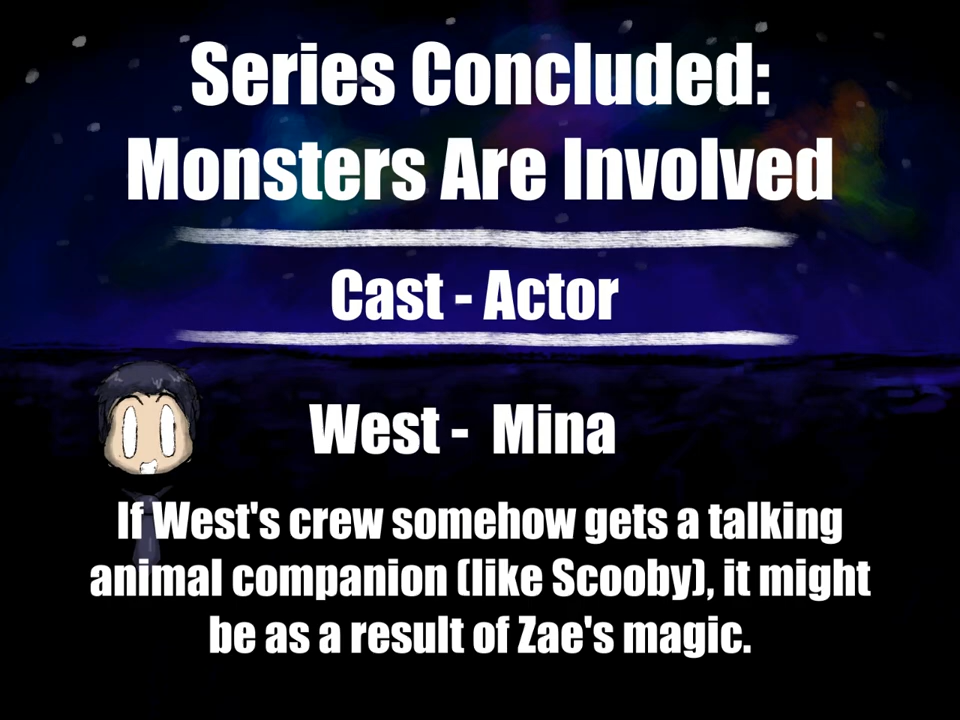 Series Concluded:
Monsters Are Involved
Cast - Actor
West - Mina
If West's crew somehow gets a talking
animal companion (like Scooby), it might
be as a result of Zae's magic.